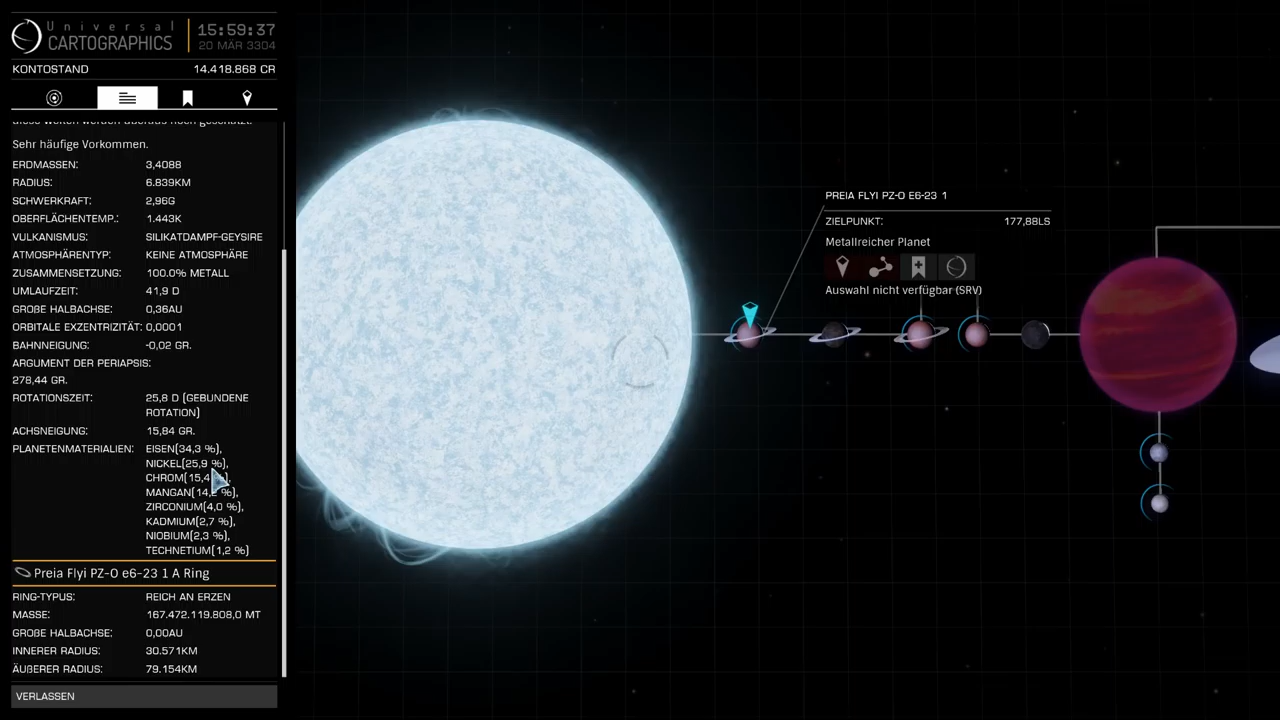 Universal
CARTOGRAPHICS
15:59:37
20 MÄR 3304
KONTOSTAND 14.418.868 CR
Sehr häufige Vorkommen.
ERDMASSEN: 3,4088
RADIUS: 6.839KM
SCHWERKRAFT: 2,96G
OBERFLÄCHENTEMP.: 1.443K
VULKANISMUS: SILIKATDAMPF-GEYSIRE
ATMOSPHÄRENTYP: KEINE ATMOSPHÄRE
ZUSAMMENSETZUNG: 100.0% METALL
UMLAUFZEIT: 41,9 D
GROßE HALBACHSE: 0,36AU
ORBITALE EXZENTRIZITÄT: 0,0001
BAHNNEIGUNG: -0,02 GR.
ARGUMENT DER PERIAPSIS:
278,44 GR.
ROTATIONSZEIT: 25,8 D (GEBUNDENE
ROTATION)
ACHSNEIGUNG: 15,84 GR.
PLANETENMATERIALIEN: EISEN(34,3 %),
NICKEL(25,9 %),
CHROM(15,4
MANGAN(14,2 %),
ZIRCONIUM(4,0 %),
KADMIUM(2,7 %),
NIOBIUM(2,3 %),
TECHNETIUM(1,2 %)
Preia Flyi PZ-O e6-23 1 A Ring
RING-TYPUS: REICH AN ERZEN
MASSE: 167.472.119.808,0 MT
GROßE HALBACHSE: 0,00AU
INNERER RADIUS: 30.571KM
ÄUßERER RADIUS: 79.154KM
VERLASSEN
PREIA FLYI PZ-O E6-23 1
ZIELPUNKT: 177,88LS
Metallreicher Planet
Auswahl nicht verfügbar (SRV)